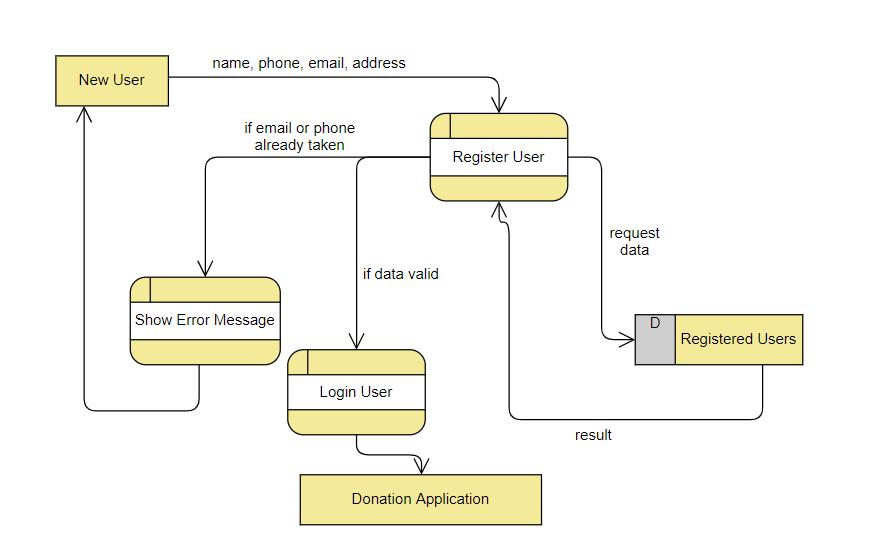 name, phone, email, address
New User
if email or phone
already taken
Register User
request
data
if data valid
Show Error Message
D
Registered Users
Login User
result
Donation Application